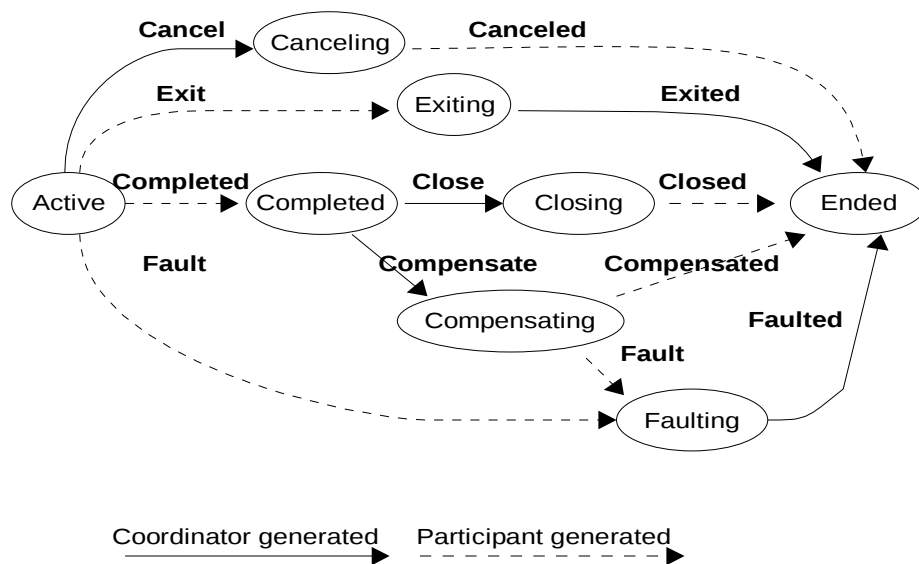 Cancel
Canceling
Canceled
Exit
Exiting
Exited
Active
Completed
Completed
Close
Closing
Closed
Ended
Fault
Compensate
Compensated
Compensating
Fault
Faulted
Faulting
Coordinator generated
Participant generated